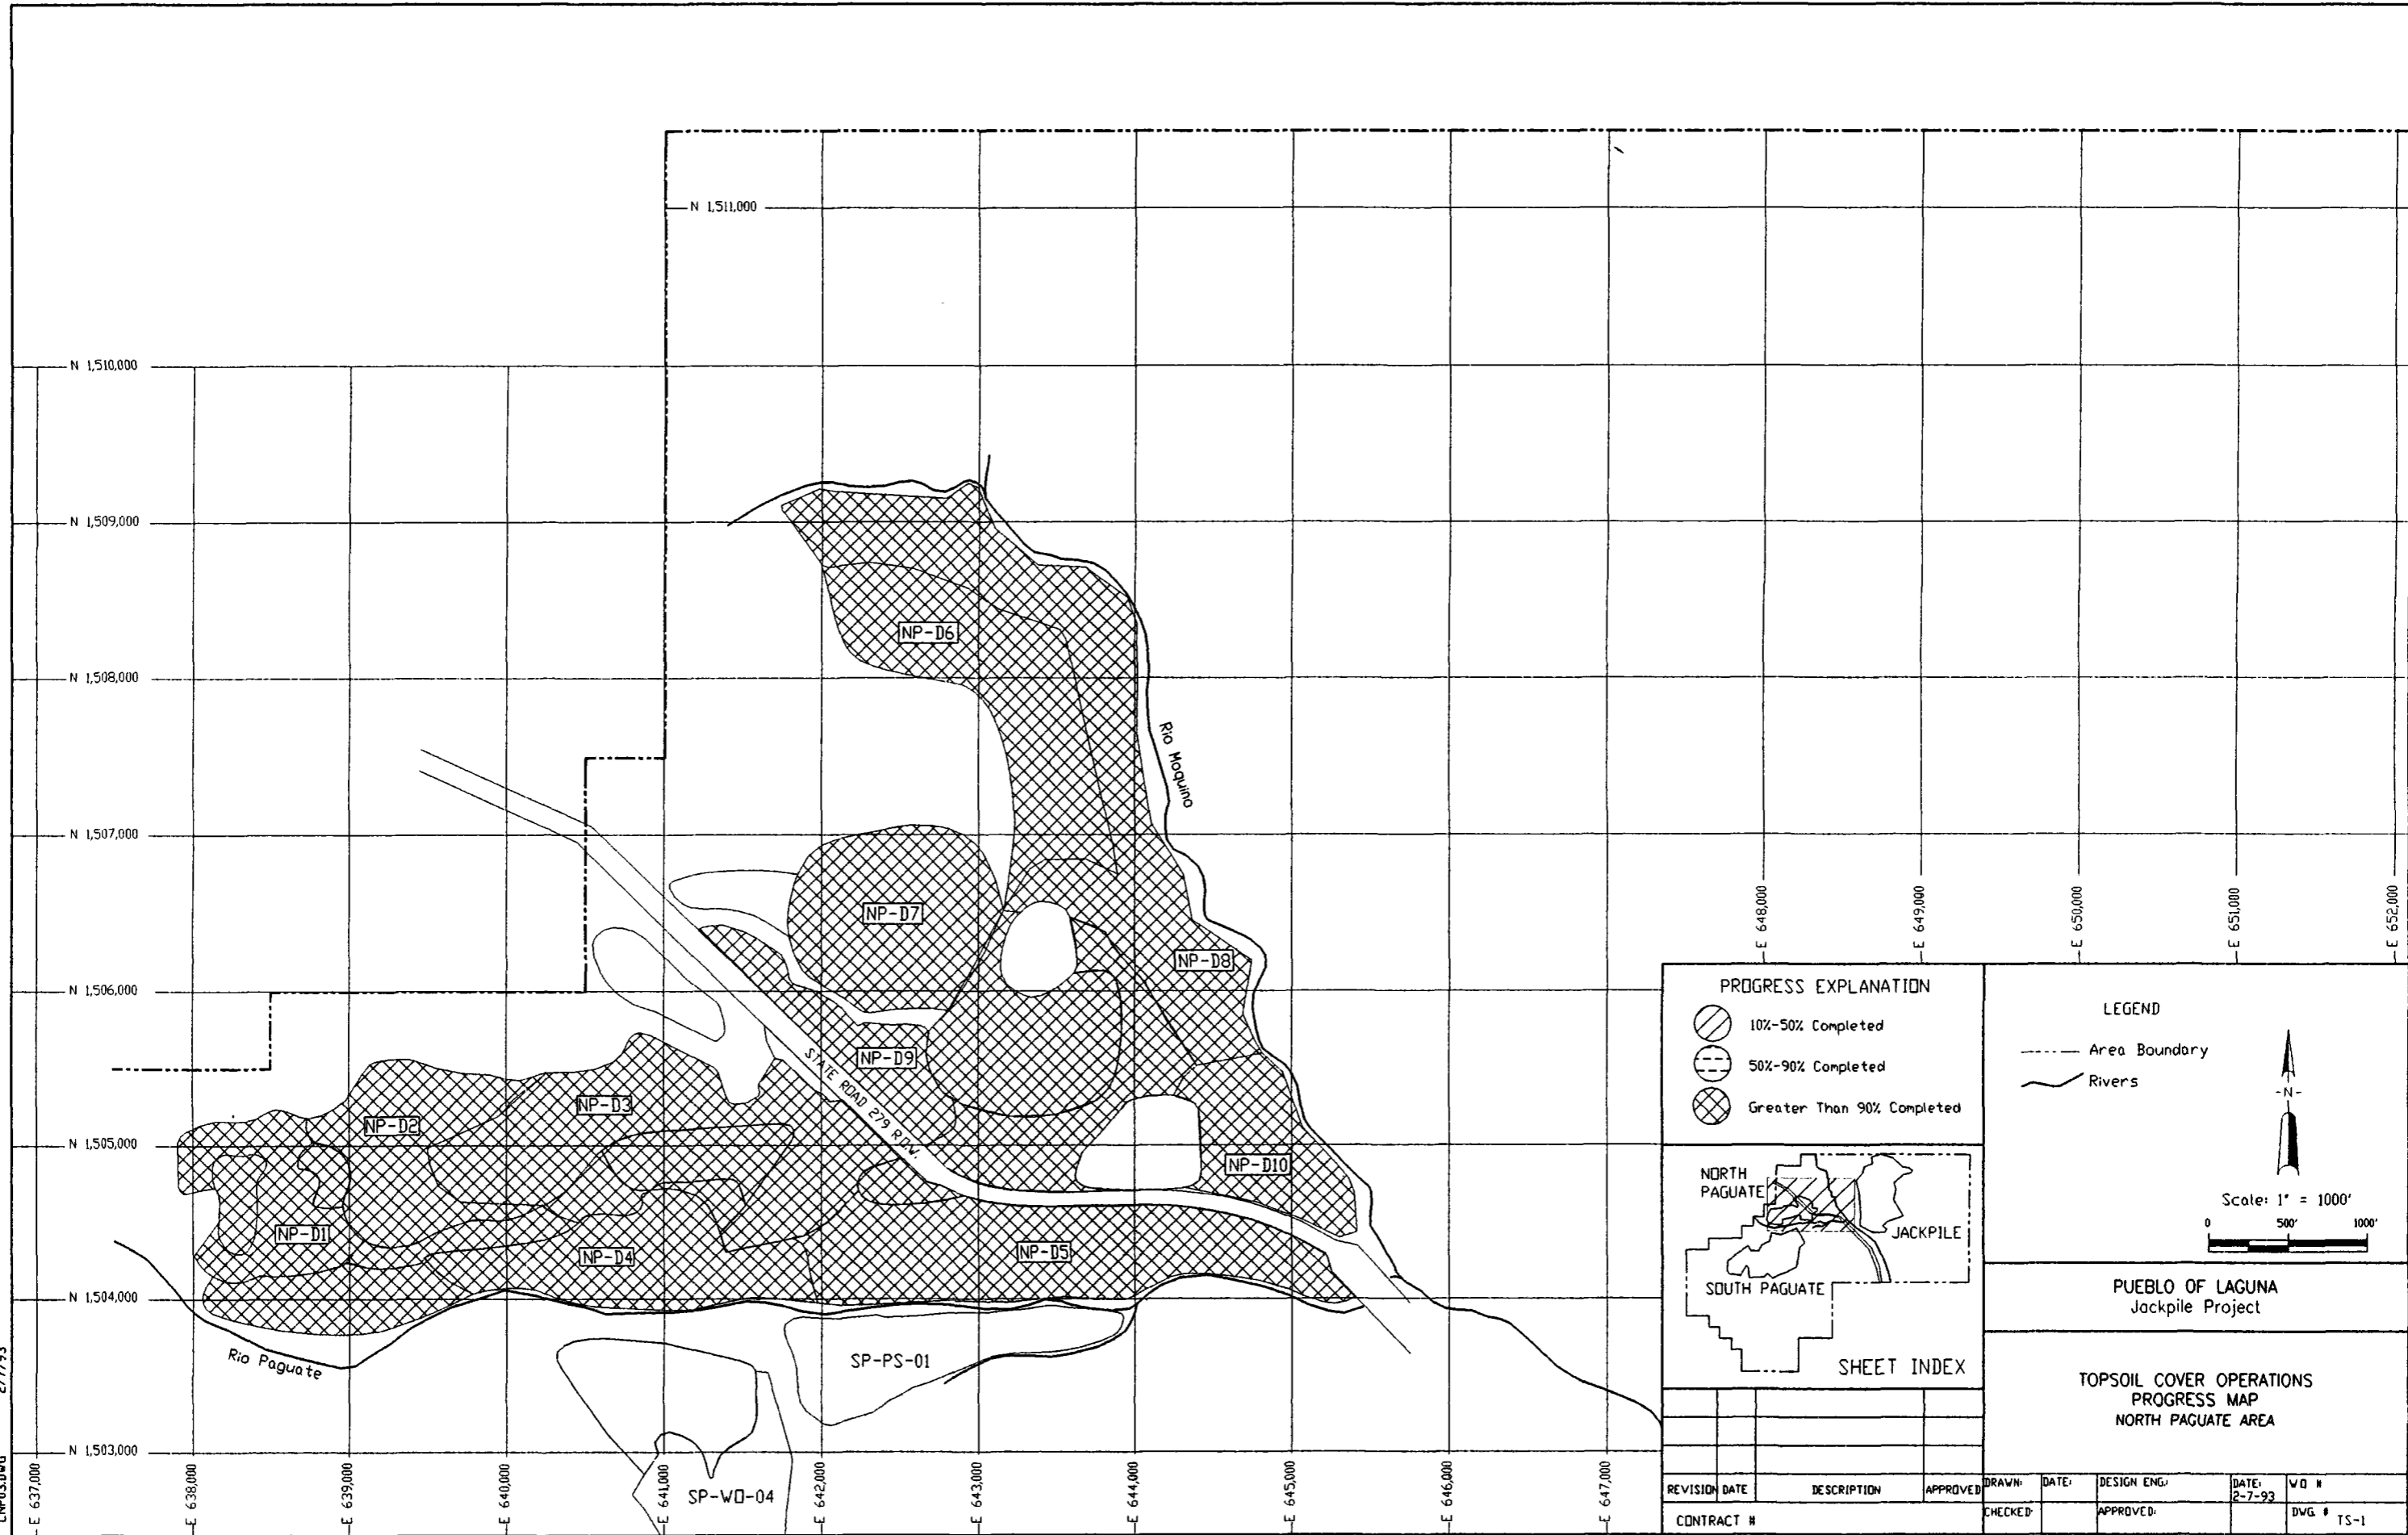 N 1,511,000
N 1,510,000
N 1,509,000
N 1,508,000
N 1,507,000
N 1,506,000
N 1,505,000
N 1,504,000
N 1,503,000
NP-D6
Rio Moquino
NP-D7
NP-D8
NP-D9
STATE ROAD 279 R.O.W.
NP-D3
NP-D2
NP-D10
NP-D1
NP-D4
NP-D5
Rio Paguate
SP-PS-01
SP-WO-04
E 637,000
E 638,000
E 639,000
E 640,000
E 641,000
E 642,000
E 643,000
E 644,000
E 645,000
E 646,000
E 647,000
E 648,000
E 649,000
E 650,000
E 651,000
E 652,000
PROGRESS EXPLANATION
10%-50% Completed
50%-90% Completed
Greater Than 90% Completed
LEGEND
Area Boundary
Rivers
-N-
Scale: 1" = 1000'
0 500' 1000'
NORTH
PAGUATE
JACKPILE
SOUTH PAGUATE
SHEET INDEX
PUEBLO OF LAGUNA
Jackpile Project
TOPSOIL COVER OPERATIONS
PROGRESS MAP
NORTH PAGUATE AREA
REVISION DATE DESCRIPTION APPROVED
CONTRACT #
DRAWN: DATE: DESIGN ENG.: DATE: 2-7-93 WO #
CHECKED: APPROVED: DWG # TS-1
2/7/93